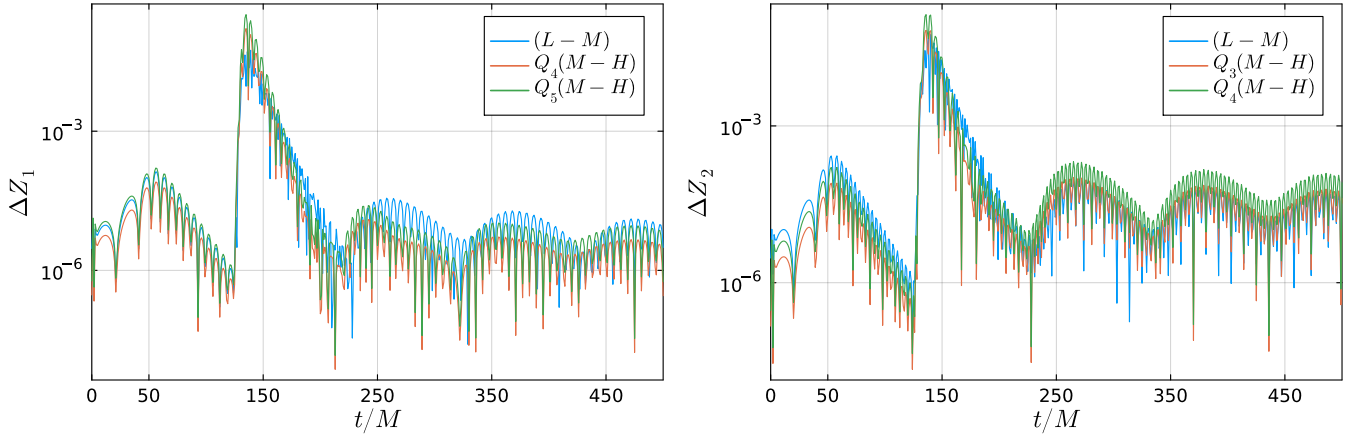 (L − M)
Q₄(M − H)
Q₅(M − H)
10⁻³
10⁻⁶
ΔZ₁
0 50 150 250 350 450
t/M
(L − M)
Q₃(M − H)
Q₄(M − H)
10⁻³
10⁻⁶
ΔZ₂
0 50 150 250 350 450
t/M